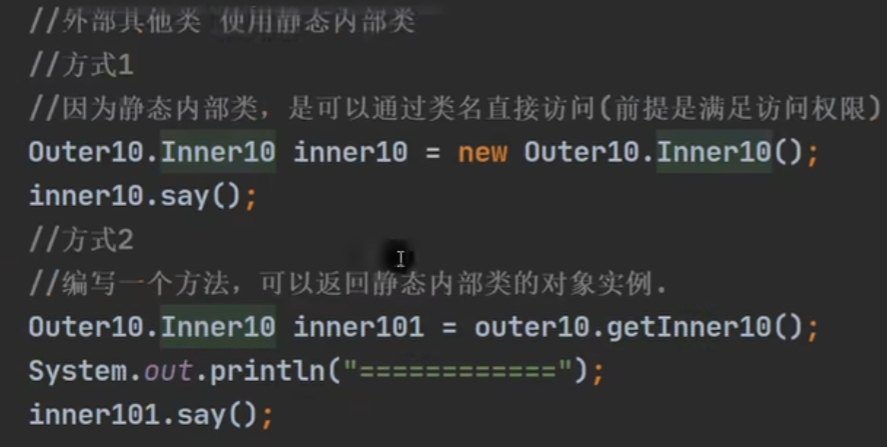 //外部其他类 使用静态内部类
//方式1
//因为静态内部类，是可以通过类名直接访问(前提是满足访问权限)
Outer10.Inner10 inner10 = new Outer10.Inner10();
inner10.say();
//方式2
//编写一个方法，可以返回静态内部类的对象实例.
Outer10.Inner10 inner101 = outer10.getInner10();
System.out.println("============");
inner101.say();